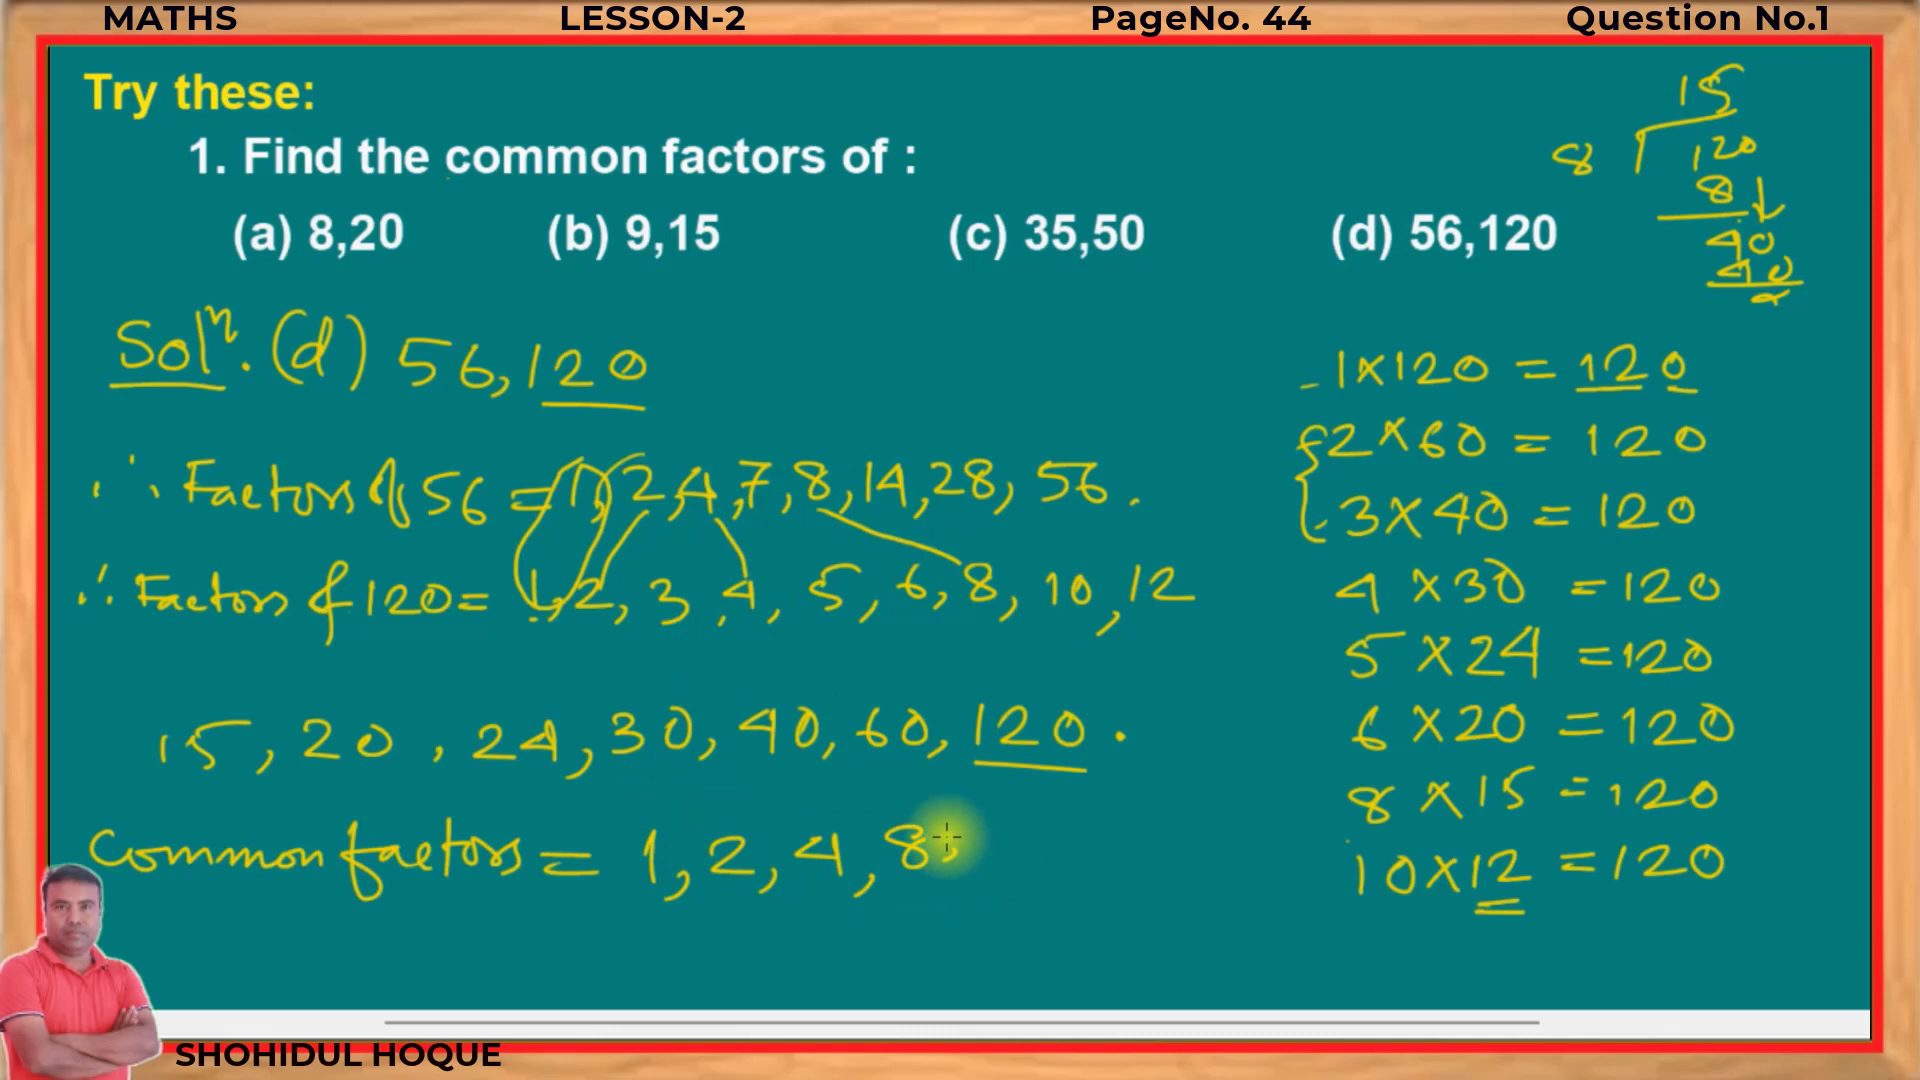 MATHS LESSON-2 PageNo. 44 Question No.1
Try these:
1. Find the common factors of :
(a) 8,20 (b) 9,15 (c) 35,50 (d) 56,120
15
8 120
8
40
40
Solⁿ. (d) 56,120
∴ Factors of 56 = 1, 2, 4, 7, 8, 14, 28, 56.
∴ Factors of 120 = 1, 2, 3, 4, 5, 6, 8, 10, 12
15, 20, 24, 30, 40, 60, 120.
Common factors = 1, 2, 4, 8,
1 × 120 = 120
2 × 60 = 120
3 × 40 = 120
4 × 30 = 120
5 × 24 = 120
6 × 20 = 120
8 × 15 = 120
10 × 12 = 120
SHOHIDUL HOQUE